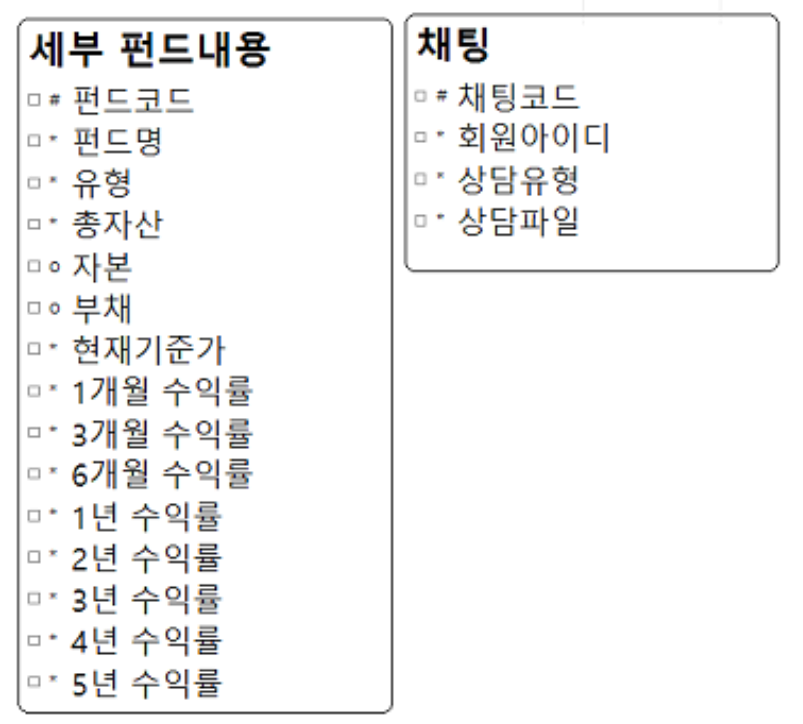 세부 펀드내용
□ # 펀드코드
□ * 펀드명
□ * 유형
□ * 총자산
□ o 자본
□ o 부채
□ * 현재기준가
□ * 1개월 수익률
□ * 3개월 수익률
□ * 6개월 수익률
□ * 1년 수익률
□ * 2년 수익률
□ * 3년 수익률
□ * 4년 수익률
□ * 5년 수익률
채팅
□ # 채팅코드
□ * 회원아이디
□ * 상담유형
□ * 상담파일